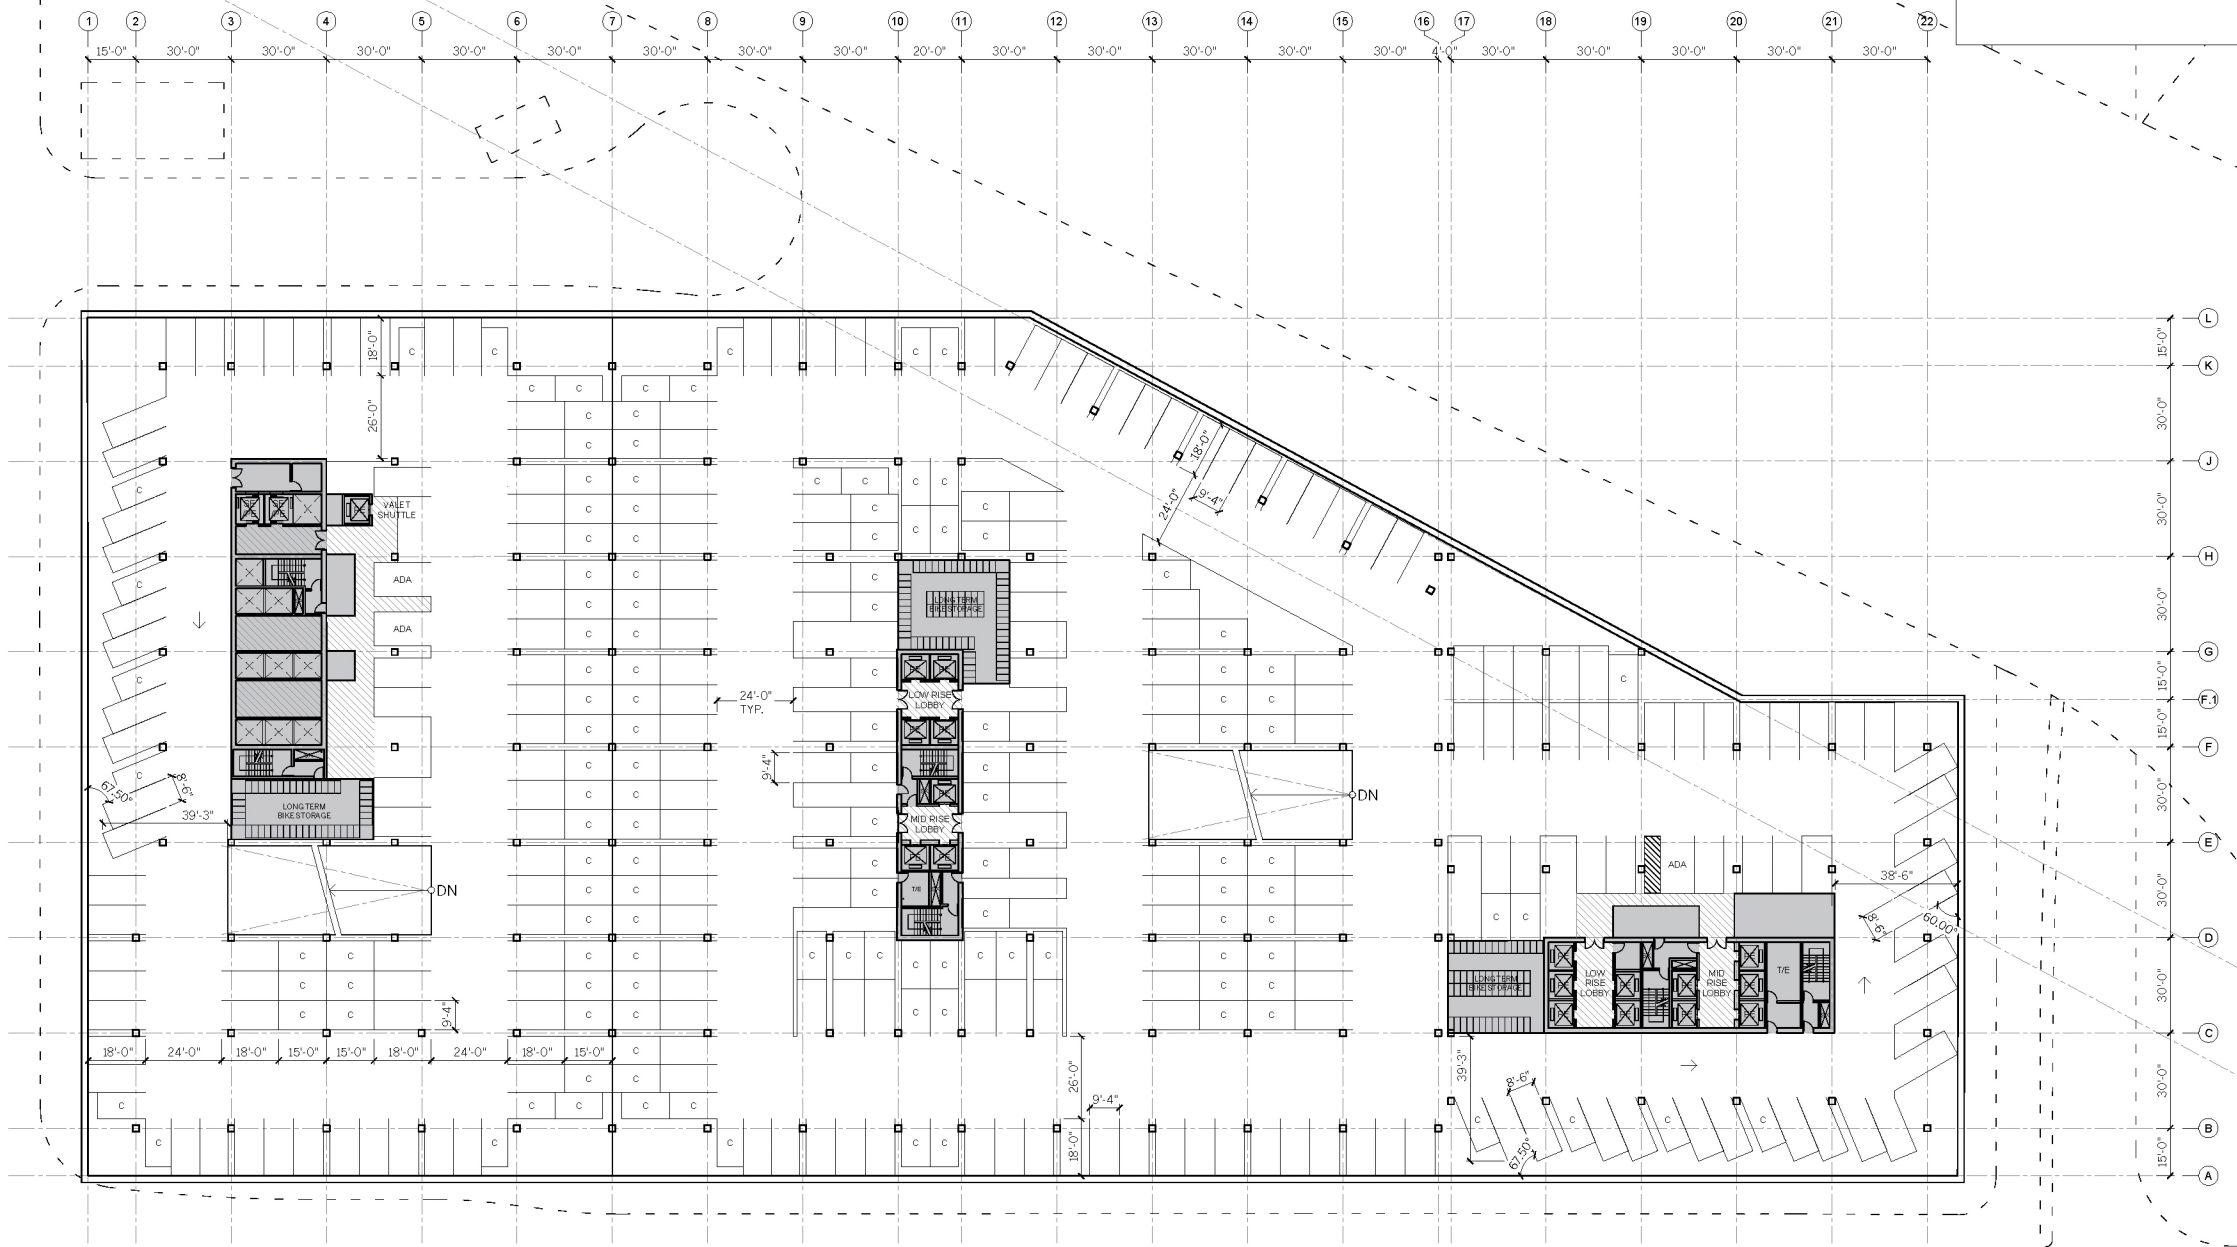 1 2 3 4 5 6 7 8 9 10 11 12 13 14 15 16 17 18 19 20 21 22
15'-0" 30'-0" 30'-0" 30'-0" 30'-0" 30'-0" 30'-0" 30'-0" 30'-0" 20'-0" 30'-0" 30'-0" 30'-0" 30'-0" 30'-0" 4'-0" 30'-0" 30'-0" 30'-0" 30'-0" 30'-0"
L
15'-0"
K
30'-0"
J
30'-0"
H
30'-0"
G
15'-0"
F.1
15'-0"
F
30'-0"
E
30'-0"
D
30'-0"
C
30'-0"
B
15'-0"
A
18'-0"
26'-0"
VALET
SHUTTLE
ADA
ADA
LONG TERM
BIKE STORAGE
67.50°
8'-6"
39'-3"
DN
9'-4"
18'-0" 24'-0" 18'-0" 15'-0" 15'-0" 18'-0" 24'-0" 18'-0" 15'-0"
24'-0"
TYP.
9'-4"
LONG TERM
BIKE STORAGE
LOW RISE
LOBBY
MID RISE
LOBBY
T/E
18'-0"
24'-0"
9'-4"
DN
26'-0"
9'-4"
18'-0"
ADA
38'-6"
8'-6"
60.00°
LONG TERM
BIKE STORAGE
LOW
RISE
LOBBY
MID
RISE
LOBBY
T/E
39'-3"
8'-6"
67.50°
C C C C C C C C C C